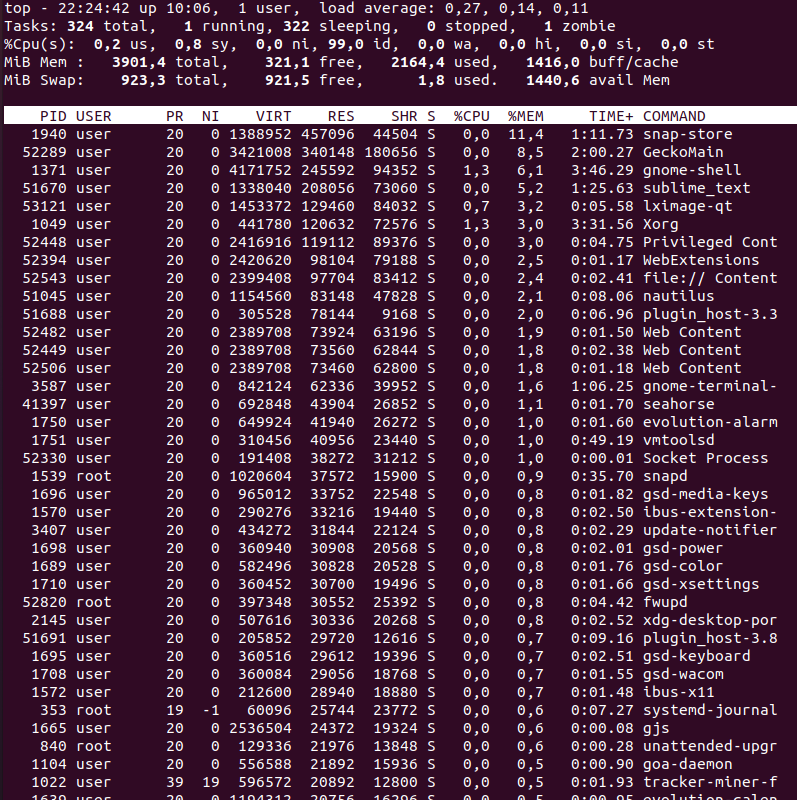 top - 22:24:42 up 10:06,  1 user,  load average: 0,27, 0,14, 0,11
Tasks: 324 total,   1 running, 322 sleeping,   0 stopped,   1 zombie
%Cpu(s):  0,2 us,  0,8 sy,  0,0 ni, 99,0 id,  0,0 wa,  0,0 hi,  0,0 si,  0,0 st
MiB Mem :   3901,4 total,    321,1 free,   2164,4 used,   1416,0 buff/cache
MiB Swap:    923,3 total,    921,5 free,      1,8 used.   1440,6 avail Mem
PID USER PR NI VIRT RES SHR S %CPU %MEM TIME+ COMMAND
1940 user 20 0 1388952 457096 44504 S 0,0 11,4 1:11.73 snap-store
52289 user 20 0 3421008 340148 180656 S 0,0 8,5 2:00.27 GeckoMain
1371 user 20 0 4171752 245592 94352 S 1,3 6,1 3:46.29 gnome-shell
51670 user 20 0 1338040 208056 73060 S 0,0 5,2 1:25.63 sublime_text
53121 user 20 0 1453372 129460 84032 S 0,7 3,2 0:05.58 lximage-qt
1049 user 20 0 441780 120632 72576 S 1,3 3,0 3:31.56 Xorg
52448 user 20 0 2416916 119112 89376 S 0,0 3,0 0:04.75 Privileged Cont
52394 user 20 0 2420620 98104 79188 S 0,0 2,5 0:01.17 WebExtensions
52543 user 20 0 2399408 97704 83412 S 0,0 2,4 0:02.41 file:// Content
51045 user 20 0 1154560 83148 47828 S 0,0 2,1 0:08.06 nautilus
51688 user 20 0 305528 78144 9168 S 0,0 2,0 0:06.96 plugin_host-3.3
52482 user 20 0 2389708 73924 63196 S 0,0 1,9 0:01.50 Web Content
52449 user 20 0 2389708 73560 62844 S 0,0 1,8 0:02.38 Web Content
52506 user 20 0 2389708 73460 62800 S 0,0 1,8 0:01.18 Web Content
3587 user 20 0 842124 62336 39952 S 0,0 1,6 1:06.25 gnome-terminal-
41397 user 20 0 692848 43904 26852 S 0,0 1,1 0:01.70 seahorse
1750 user 20 0 649924 41940 26272 S 0,0 1,0 0:01.60 evolution-alarm
1751 user 20 0 310456 40956 23440 S 0,0 1,0 0:49.19 vmtoolsd
52330 user 20 0 191408 38272 31212 S 0,0 1,0 0:00.01 Socket Process
1539 root 20 0 1020604 37572 15900 S 0,0 0,9 0:35.70 snapd
1696 user 20 0 965012 33752 22548 S 0,0 0,8 0:01.82 gsd-media-keys
1570 user 20 0 290276 33216 19440 S 0,0 0,8 0:02.50 ibus-extension-
3407 user 20 0 434272 31844 22124 S 0,0 0,8 0:02.29 update-notifier
1698 user 20 0 360940 30908 20568 S 0,0 0,8 0:02.01 gsd-power
1689 user 20 0 582496 30828 20528 S 0,0 0,8 0:01.76 gsd-color
1710 user 20 0 360452 30700 19496 S 0,0 0,8 0:01.66 gsd-xsettings
52820 root 20 0 397348 30552 25392 S 0,0 0,8 0:04.42 fwupd
2145 user 20 0 507616 30336 20268 S 0,0 0,8 0:02.52 xdg-desktop-por
51691 user 20 0 205852 29720 12616 S 0,0 0,7 0:09.16 plugin_host-3.8
1695 user 20 0 360516 29612 19396 S 0,0 0,7 0:02.51 gsd-keyboard
1708 user 20 0 360084 29056 18768 S 0,0 0,7 0:01.55 gsd-wacom
1572 user 20 0 212600 28940 18880 S 0,0 0,7 0:01.48 ibus-x11
353 root 19 -1 60096 25744 23772 S 0,0 0,6 0:07.27 systemd-journal
1665 user 20 0 2536504 24372 19324 S 0,0 0,6 0:00.08 gjs
840 root 20 0 129336 21976 13848 S 0,0 0,6 0:00.28 unattended-upgr
1104 user 20 0 556588 21892 15936 S 0,0 0,5 0:00.90 goa-daemon
1022 user 39 19 596572 20892 12800 S 0,0 0,5 0:01.93 tracker-miner-f
1639 user 20 0 1194312 20756 16296 S 0,0 0,5 0:00.95 evolution-calen